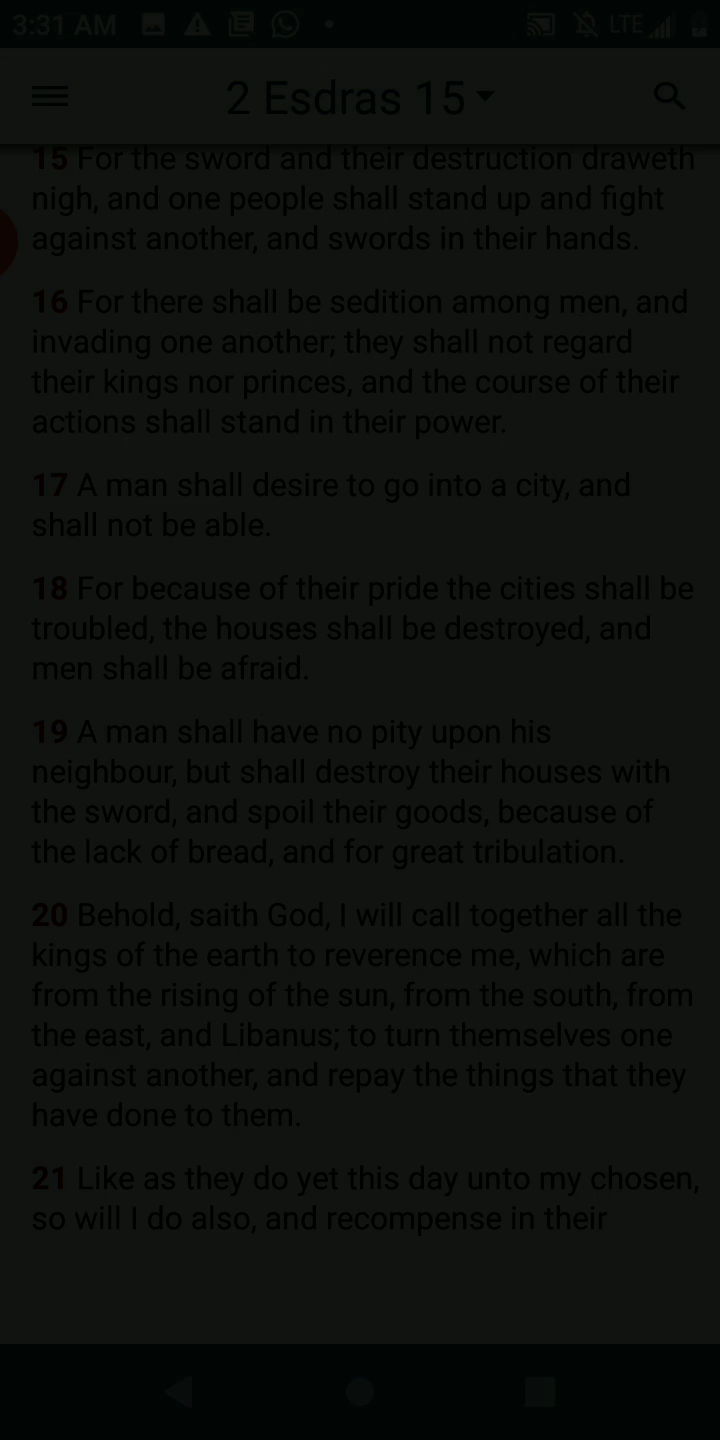 3:31 AM
LTE
2 Esdras 15
15 For the sword and their destruction draweth
nigh, and one people shall stand up and fight
against another, and swords in their hands.
16 For there shall be sedition among men, and
invading one another; they shall not regard
their kings nor princes, and the course of their
actions shall stand in their power.
17 A man shall desire to go into a city, and
shall not be able.
18 For because of their pride the cities shall be
troubled, the houses shall be destroyed, and
men shall be afraid.
19 A man shall have no pity upon his
neighbour, but shall destroy their houses with
the sword, and spoil their goods, because of
the lack of bread, and for great tribulation.
20 Behold, saith God, I will call together all the
kings of the earth to reverence me, which are
from the rising of the sun, from the south, from
the east, and Libanus; to turn themselves one
against another, and repay the things that they
have done to them.
21 Like as they do yet this day unto my chosen,
so will I do also, and recompense in their